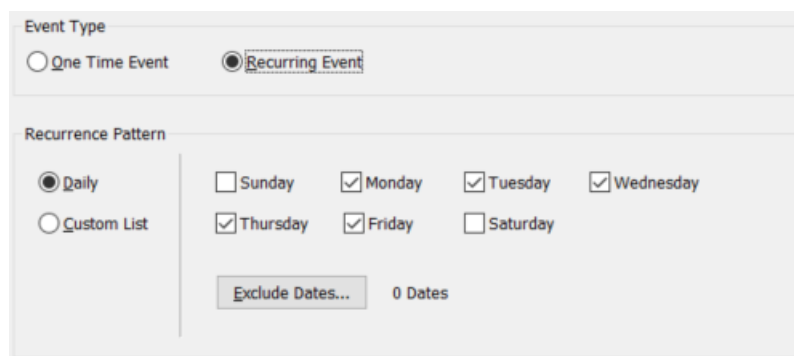 Event Type
One Time Event Recurring Event
Recurrence Pattern
Daily Sunday Monday Tuesday Wednesday
Custom List Thursday Friday Saturday
Exclude Dates... 0 Dates